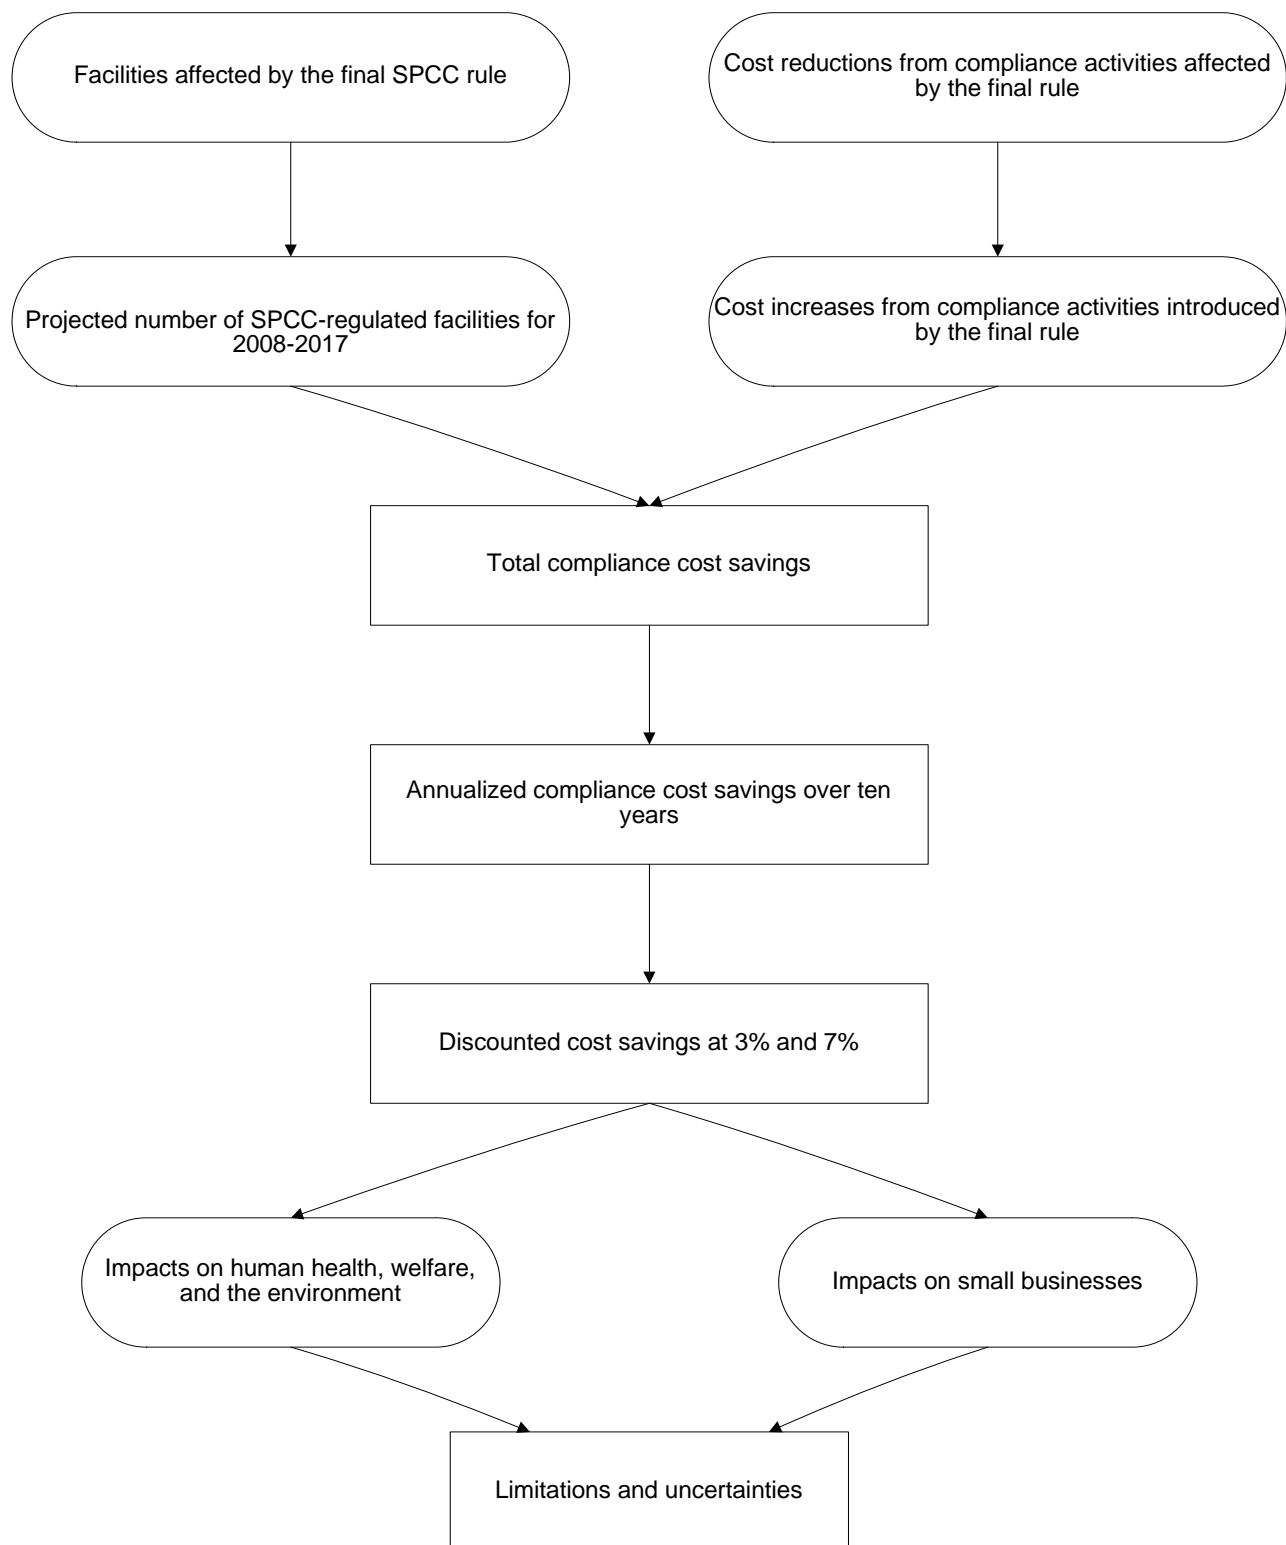 Facilities affected by the final SPCC rule
Cost reductions from compliance activities affected
by the final rule
Projected number of SPCC-regulated facilities for
2008-2017
Cost increases from compliance activities introduced
by the final rule
Total compliance cost savings
Annualized compliance cost savings over ten
years
Discounted cost savings at 3% and 7%
Impacts on human health, welfare,
and the environment
Impacts on small businesses
Limitations and uncertainties